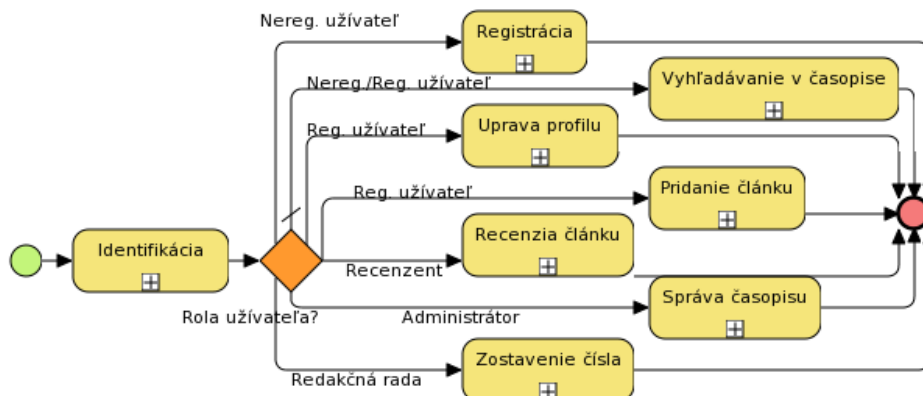 Nereg. užívateľ
Registrácia
Nereg./Reg. užívateľ
Vyhľadávanie v časopise
Reg. užívateľ
Uprava profilu
Reg. užívateľ
Pridanie článku
Identifikácia
Recenzia článku
Recenzent
Správa časopisu
Rola užívateľa?
Administrátor
Zostavenie čísla
Redakčná rada